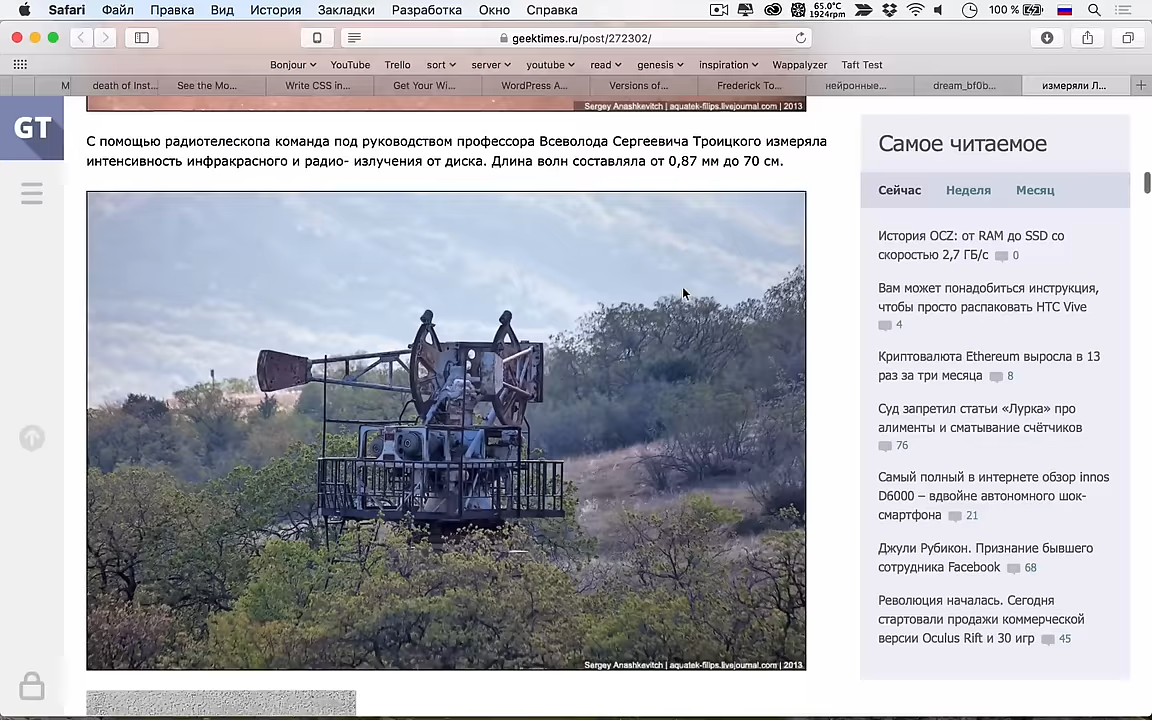 Safari Файл Правка Вид История Закладки Разработка Окно Справка 65.0°C 1924rpm 100 %
geektimes.ru/post/272302/
Bonjour YouTube Trello sort server youtube read genesis inspiration Wappalyzer Taft Test
M death of Inst... See the Mo... Write CSS in... Get Your Wi... WordPress A... Versions of... Frederick To... нейронные... dream_bf0b... измеряли Л...
GT
Sergey Anashkevitch | aquatek-filips.livejournal.com | 2013
С помощью радиотелескопа команда под руководством профессора Всеволода Сергеевича Троицкого измеряла
интенсивность инфракрасного и радио- излучения от диска. Длина волн составляла от 0,87 мм до 70 см.
Sergey Anashkevitch | aquatek-filips.livejournal.com | 2013
Самое читаемое
Сейчас Неделя Месяц
История OCZ: от RAM до SSD со
скоростью 2,7 ГБ/с 0
Вам может понадобиться инструкция,
чтобы просто распаковать HTC Vive
4
Криптовалюта Ethereum выросла в 13
раз за три месяца 8
Суд запретил статьи «Лурка» про
алименты и сматывание счётчиков
76
Самый полный в интернете обзор innos
D6000 – вдвойне автономного шок-
смартфона 21
Джули Рубикон. Признание бывшего
сотрудника Facebook 68
Революция началась. Сегодня
стартовали продажи коммерческой
версии Oculus Rift и 30 игр 45